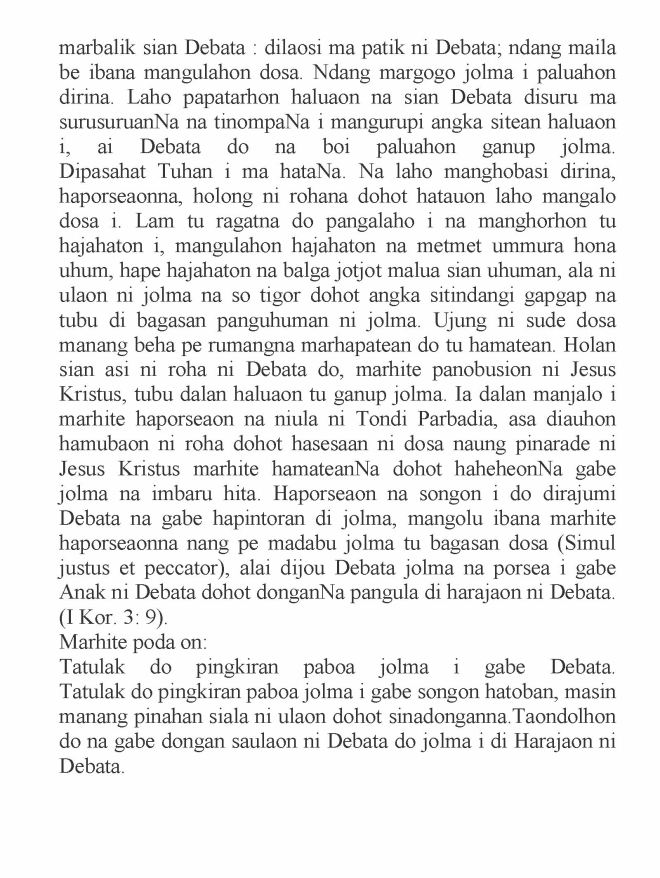 marbalik sian Debata : dilaosi ma patik ni Debata; ndang maila
be ibana mangulahon dosa. Ndang margogo jolma i paluahon
dirina. Laho papatarhon haluaon na sian Debata disuru ma
surusuruanNa na tinompaNa i mangurupi angka sitean haluaon
i, ai Debata do na boi paluahon ganup jolma.
Dipasahat Tuhan i ma hataNa. Na laho manghobasi dirina,
haporseaonna, holong ni rohana dohot hatauon laho mangalo
dosa i. Lam tu ragatna do pangalaho i na manghorhon tu
hajahaton i, mangulahon hajahaton na metmet ummura hona
uhum, hape hajahaton na balga jotjot malua sian uhuman, ala ni
ulaon ni jolma na so tigor dohot angka sitindangi gapgap na
tubu di bagasan panguhuman ni jolma. Ujung ni sude dosa
manang beha pe rumangna marhapatean do tu hamatean. Holan
sian asi ni roha ni Debata do, marhite panobusion ni Jesus
Kristus, tubu dalan haluaon tu ganup jolma. Ia dalan manjalo i
marhite haporseaon na niula ni Tondi Parbadia, asa diauhon
hamubaon ni roha dohot hasesaan ni dosa naung pinarade ni
Jesus Kristus marhite hamateanNa dohot haheheonNa gabe
jolma na imbaru hita. Haporseaon na songon i do dirajumi
Debata na gabe hapintoran di jolma, mangolu ibana marhite
haporseaonna nang pe madabu jolma tu bagasan dosa (Simul
justus et peccator), alai dijou Debata jolma na porsea i gabe
Anak ni Debata dohot donganNa pangula di harajaon ni Debata.
(I Kor. 3: 9).
Marhite poda on:
Tatulak do pingkiran paboa jolma i gabe Debata.
Tatulak do pingkiran paboa jolma i gabe songon hatoban, masin
manang pinahan siala ni ulaon dohot sinadonganna.Taondolhon
do na gabe dongan saulaon ni Debata do jolma i di Harajaon ni
Debata.